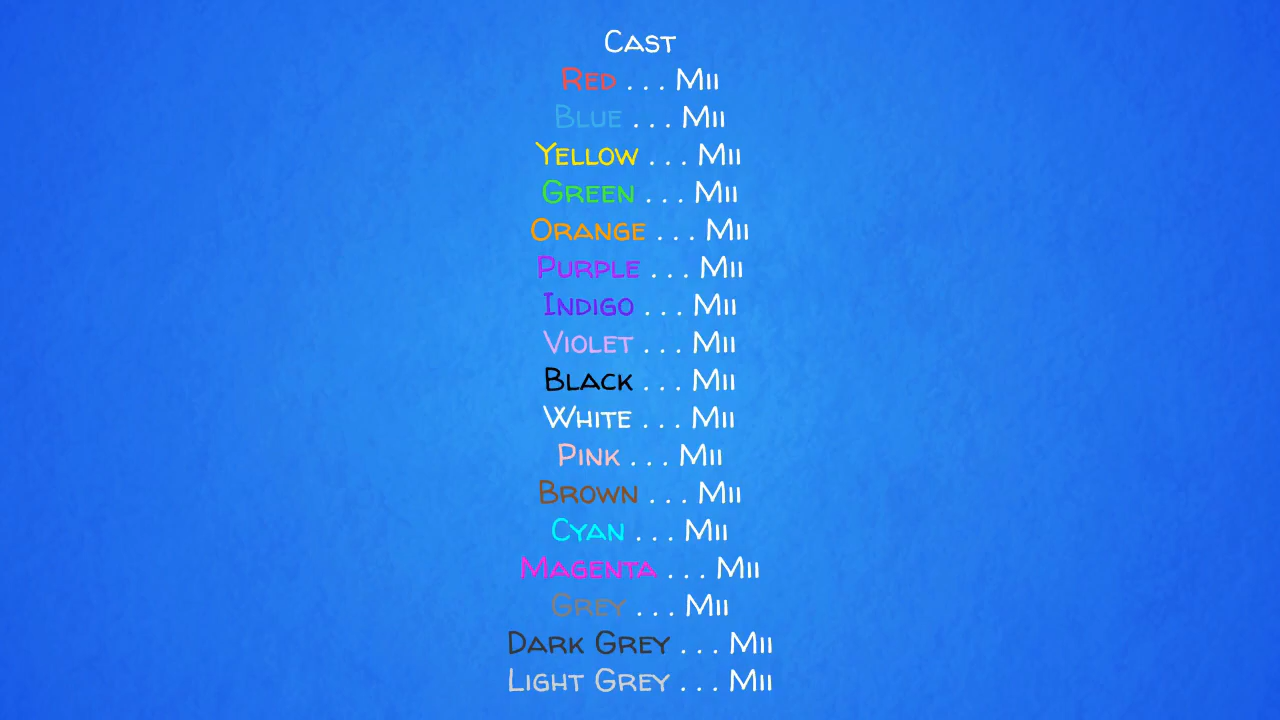 Cast
Red . . . Mii
Blue . . . Mii
Yellow . . . Mii
Green . . . Mii
Orange . . . Mii
Purple . . . Mii
Indigo . . . Mii
Violet . . . Mii
Black . . . Mii
White . . . Mii
Pink . . . Mii
Brown . . . Mii
Cyan . . . Mii
Magenta . . . Mii
Grey . . . Mii
Dark Grey . . . Mii
Light Grey . . . Mii